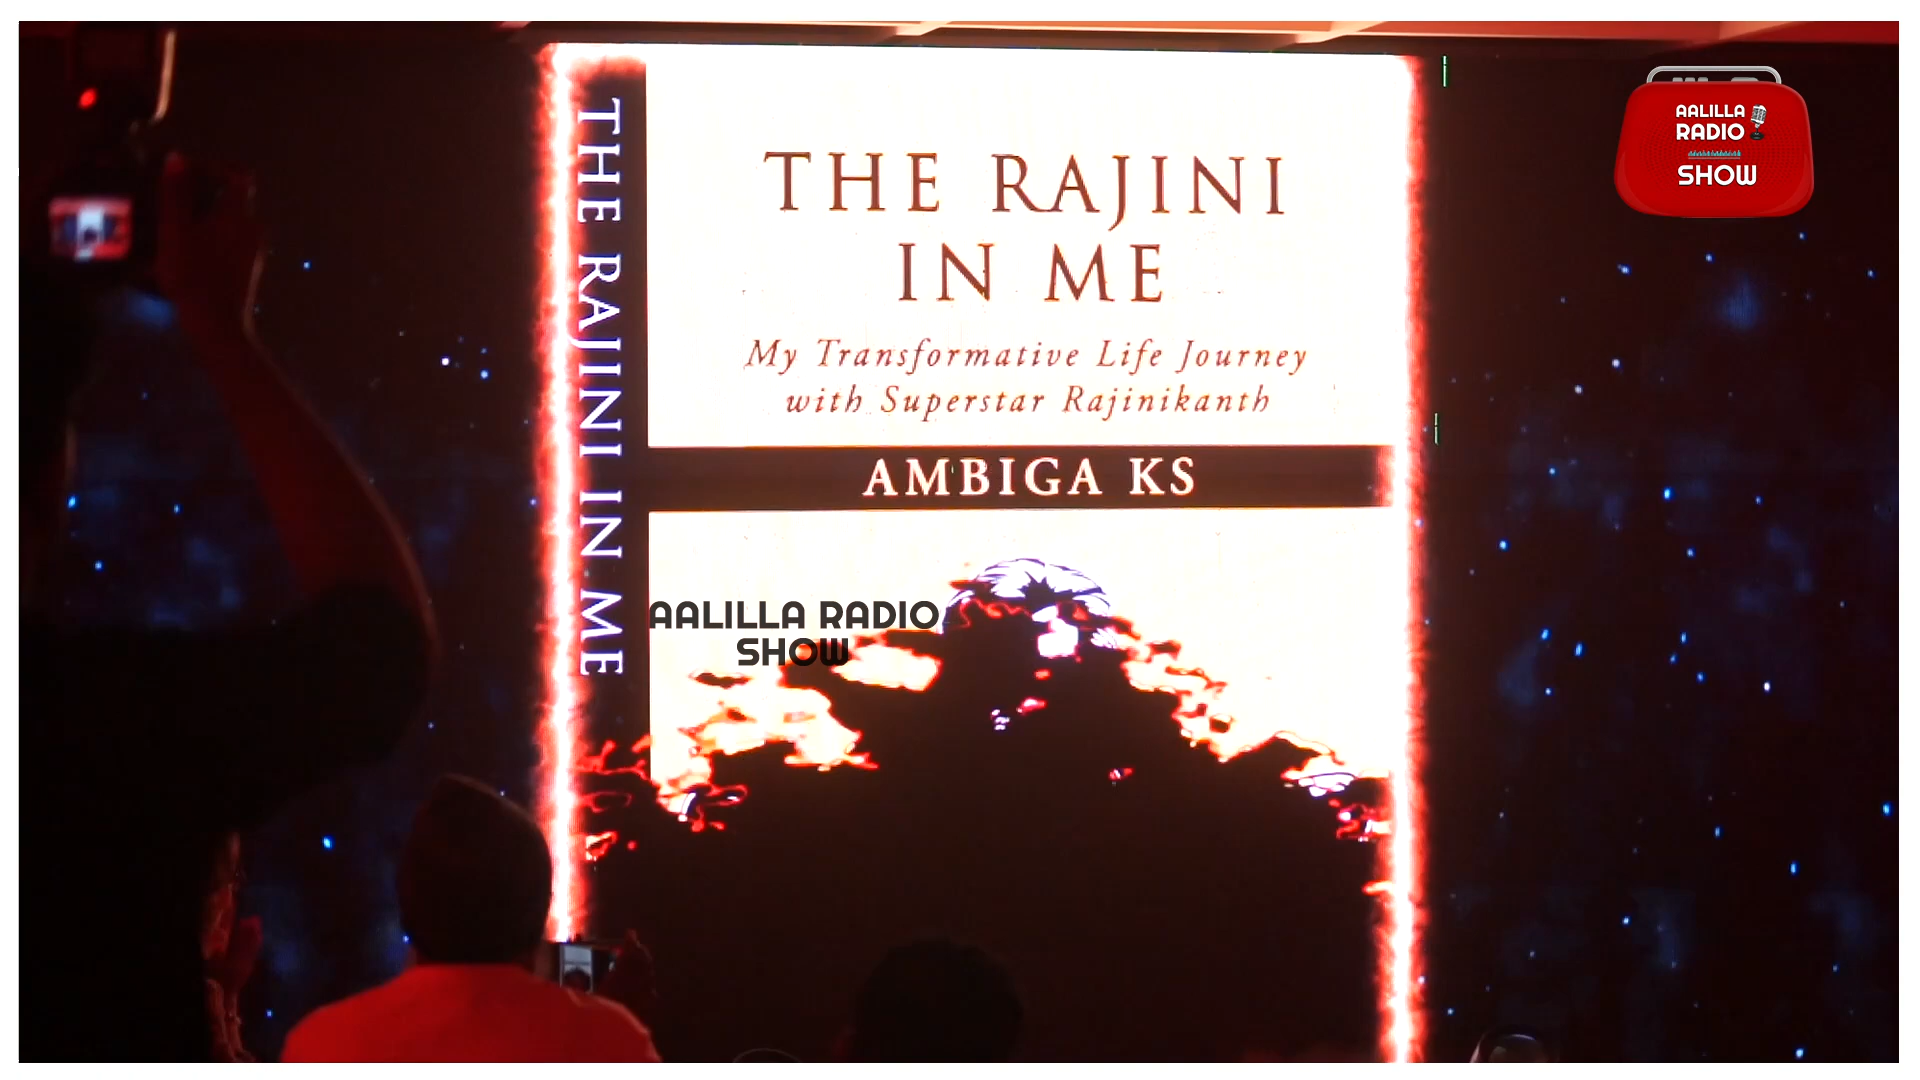 THE RAJINI IN ME
THE RAJINI
IN ME
My Transformative Life Journey
with Superstar Rajinikanth
AMBIGA KS
AALILLA RADIO
SHOW
AALILLA
RADIO
SHOW